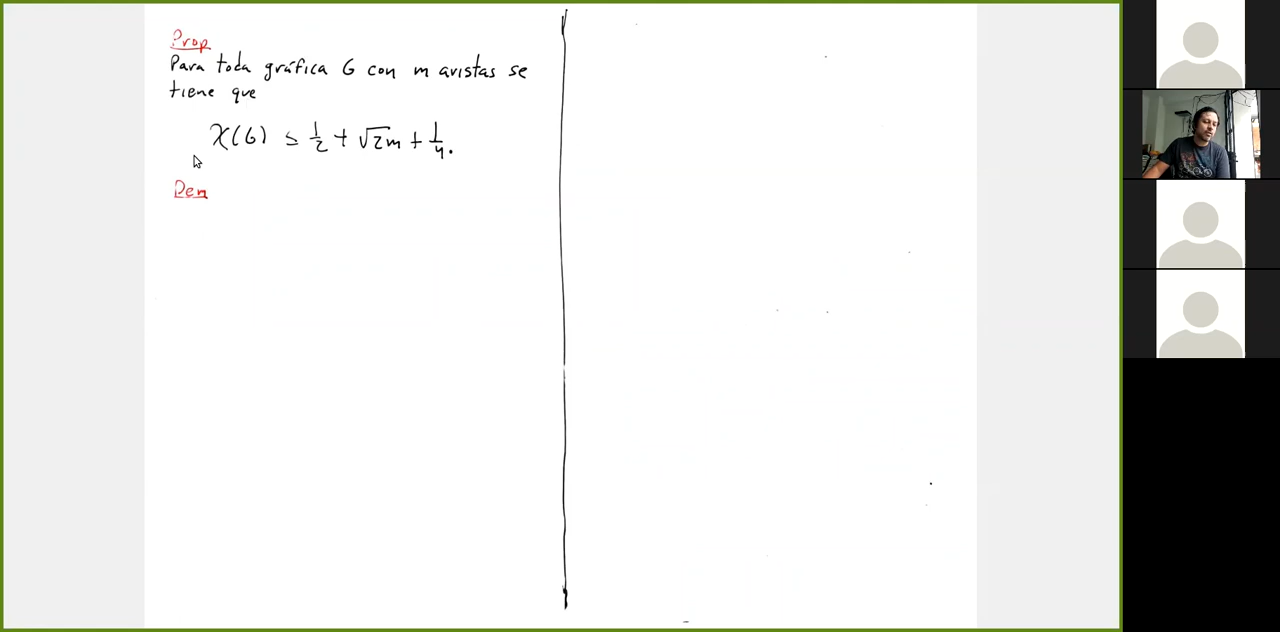 Prop
Para toda gráfica G con m aristas se
tiene que
χ(G) ≤ 1/2 + √2m + 1/4.
Dem